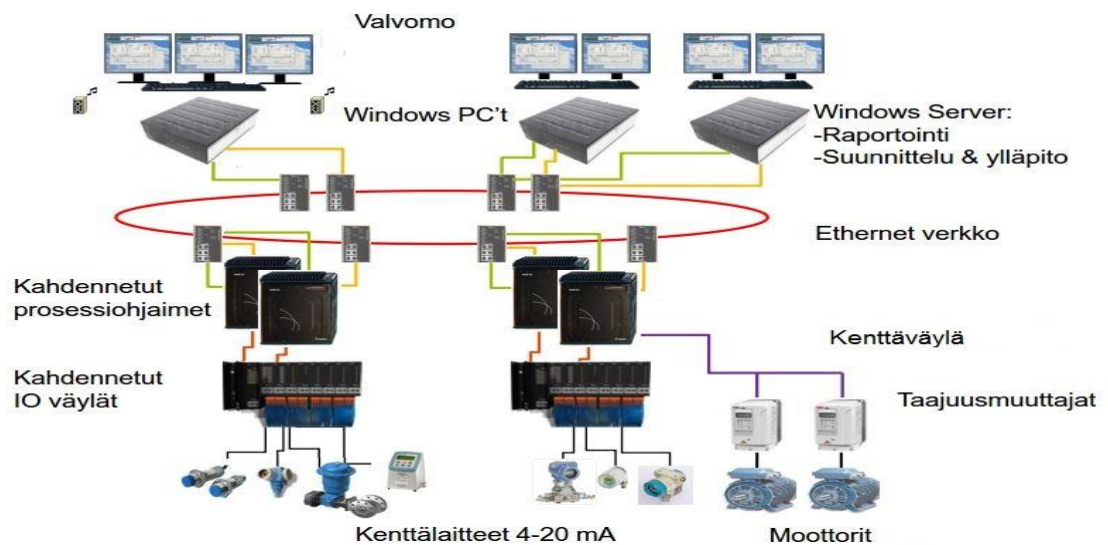 Valvomo
Windows PC't
Windows Server:
-Raportointi
-Suunnittelu & ylläpito
Ethernet verkko
Kahdennetut
prosessiohjaimet
Kenttäväylä
Kahdennetut
IO väylät
Taajuusmuuttajat
Kenttälaitteet 4-20 mA
Moottorit